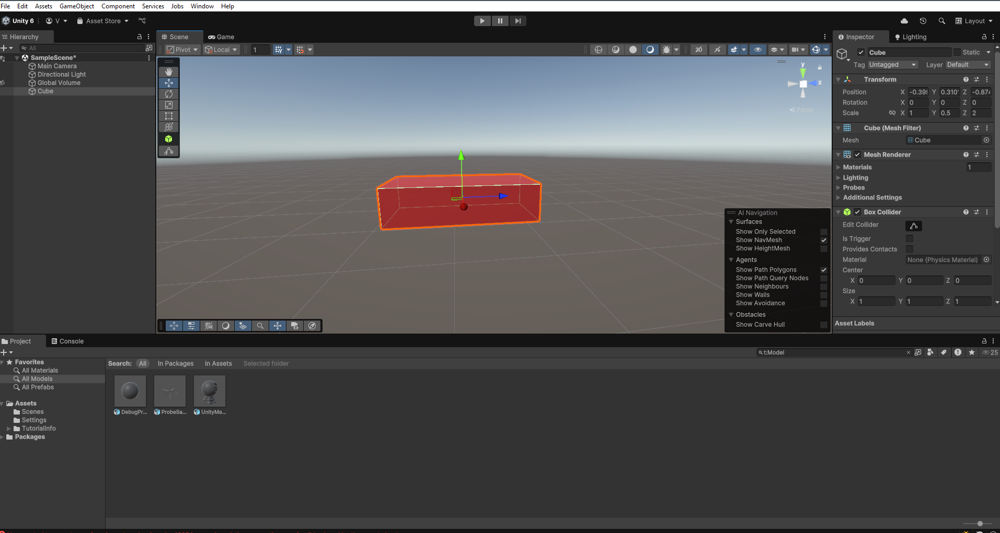 File Edit Assets GameObject Component Services Jobs Window Help
Unity 6 V Asset Store Layout
Hierarchy
All
SampleScene*
Main Camera
Directional Light
Global Volume
Cube
Scene Game
Pivot Local 1 2D
y
z
Persp
AI Navigation
Surfaces
Show Only Selected
Show NavMesh
Show HeightMesh
Agents
Show Path Polygons
Show Path Query Nodes
Show Neighbours
Show Walls
Show Avoidance
Obstacles
Show Carve Hull
Inspector Lighting
Cube Static
Tag Untagged Layer Default
Transform
Position X -0.399 Y 0.310 Z -0.874
Rotation X 0 Y 0 Z 0
Scale X 1 Y 0.5 Z 2
Cube (Mesh Filter)
Mesh Cube
Mesh Renderer
Materials 1
Lighting
Probes
Additional Settings
Box Collider
Edit Collider
Is Trigger
Provides Contacts
Material None (Physics Material)
Center
X 0 Y 0 Z 0
Size
X 1 Y 1 Z 1
Asset Labels
Project Console
t:Model 25
Favorites
All Materials
All Models
All Prefabs
Assets
Scenes
Settings
TutorialInfo
Packages
Search: All In Packages In Assets Selected folder
DebugPr... ProbeSa... UnityMa...